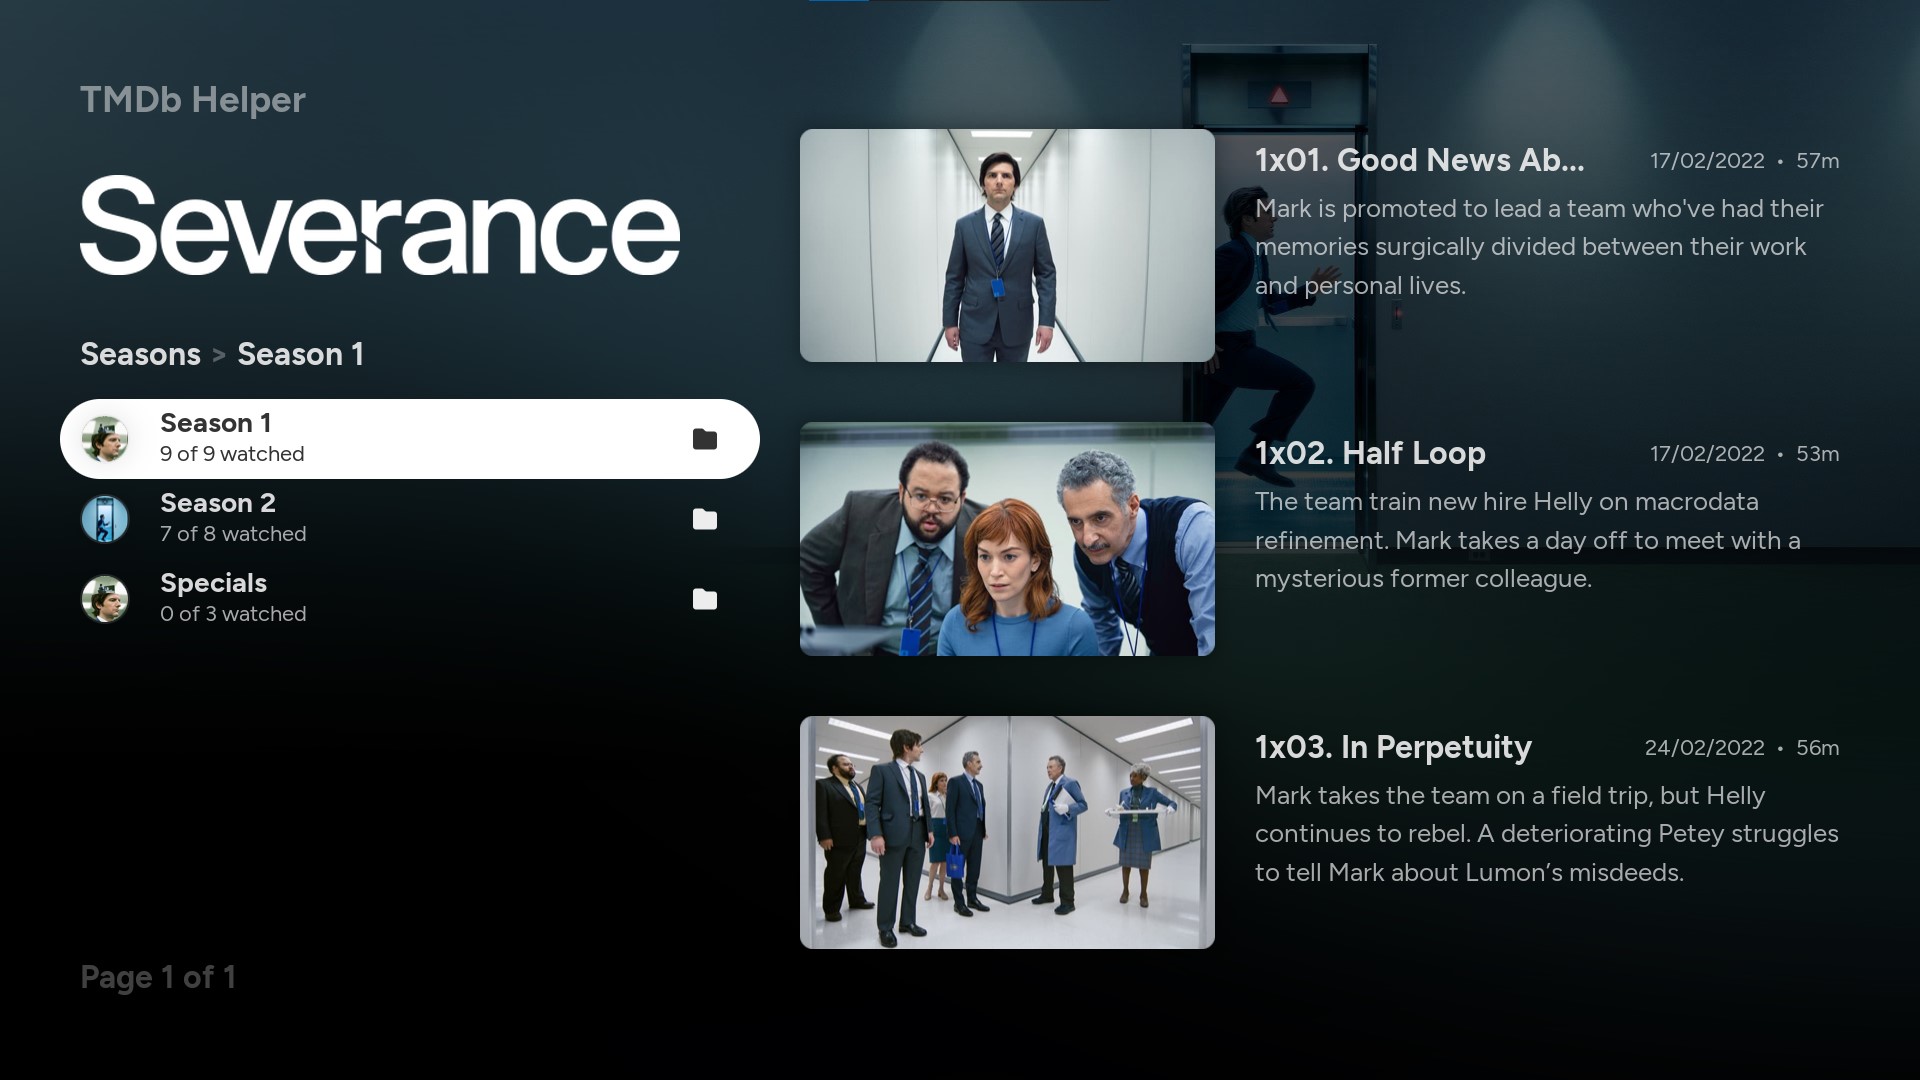 TMDb Helper
Severance
Seasons > Season 1
Season 1
9 of 9 watched
Season 2
7 of 8 watched
Specials
0 of 3 watched
Page 1 of 1
1x01. Good News Ab...
17/02/2022 • 57m
Mark is promoted to lead a team who've had their
memories surgically divided between their work
and personal lives.
1x02. Half Loop
17/02/2022 • 53m
The team train new hire Helly on macrodata
refinement. Mark takes a day off to meet with a
mysterious former colleague.
1x03. In Perpetuity
24/02/2022 • 56m
Mark takes the team on a field trip, but Helly
continues to rebel. A deteriorating Petey struggles
to tell Mark about Lumon’s misdeeds.